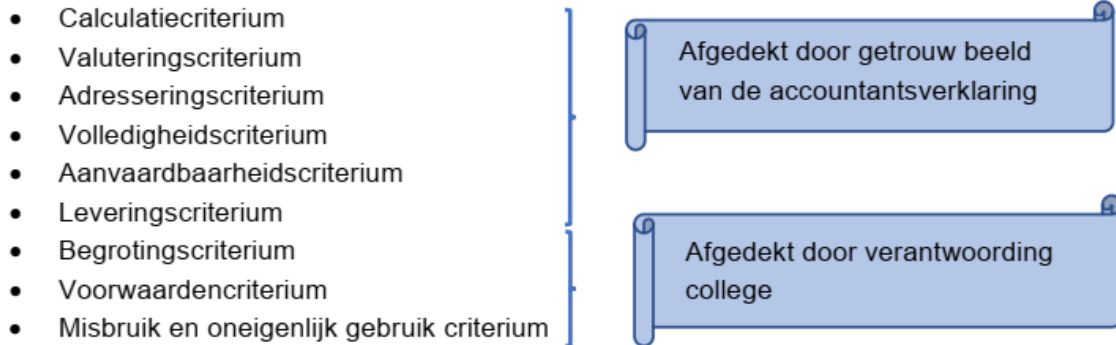 • Calculatiecriterium
• Valuteringscriterium
• Adresseringscriterium
• Volledigheidscriterium
• Aanvaardbaarheidscriterium
• Leveringscriterium
• Begrotingscriterium
• Voorwaardencriterium
• Misbruik en oneigenlijk gebruik criterium
Afgedekt door getrouw beeld
van de accountantsverklaring
Afgedekt door verantwoording
college